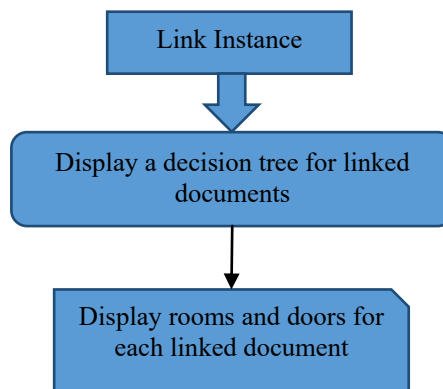 Link Instance
Display a decision tree for linked
documents
Display rooms and doors for
each linked document